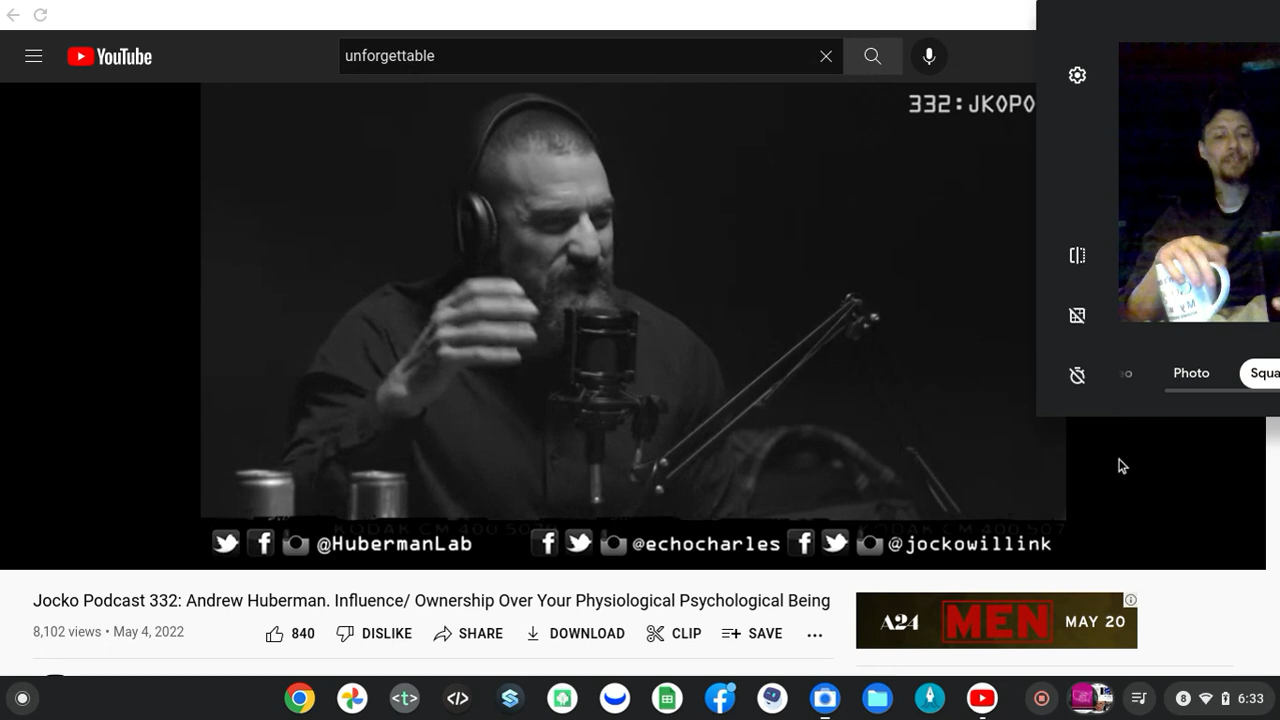 YouTube
unforgettable
332:JKOPO
Photo
Squa
@HubermanLab
@echocharles
@jockowillink
Jocko Podcast 332: Andrew Huberman. Influence/ Ownership Over Your Physiological Psychological Being
8,102 views • May 4, 2022
840
DISLIKE
SHARE
DOWNLOAD
CLIP
SAVE
A24
MEN
MAY 20
<t>
</>
8
6:33